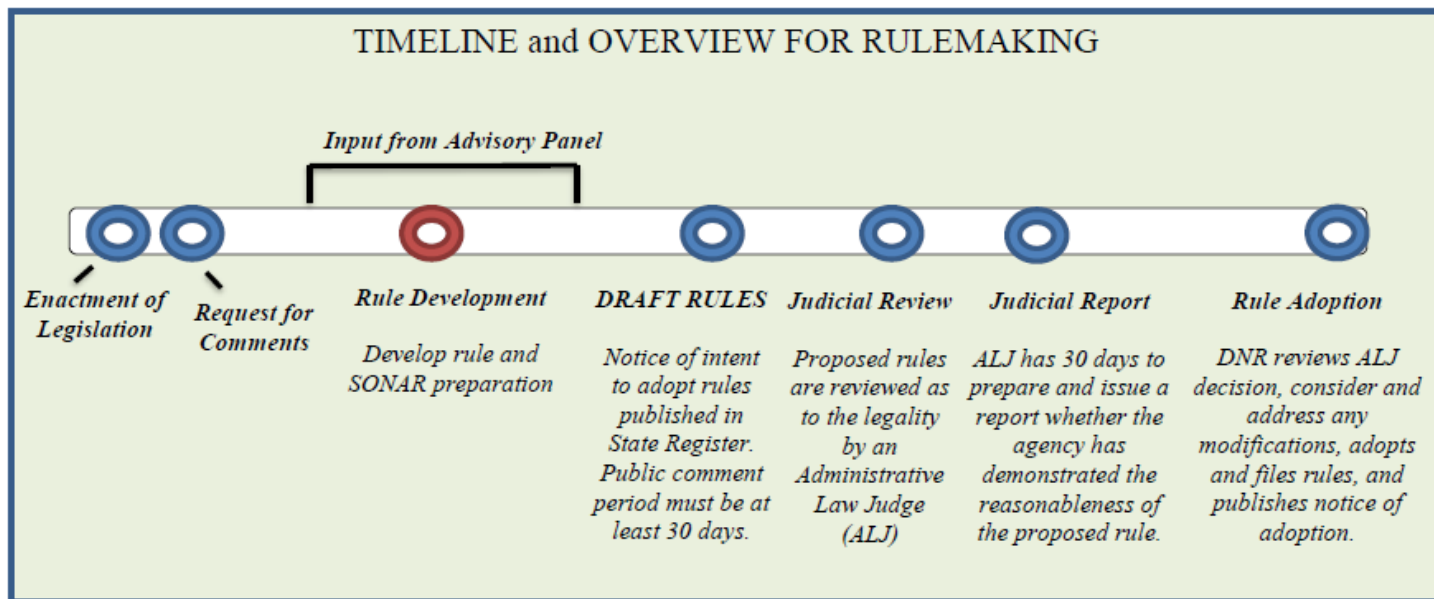 TIMELINE and OVERVIEW FOR RULEMAKING
Input from Advisory Panel
Enactment of
Legislation
Request for
Comments
Rule Development
Develop rule and
SONAR preparation
DRAFT RULES
Notice of intent
to adopt rules
published in
State Register.
Public comment
period must be at
least 30 days.
Judicial Review
Proposed rules
are reviewed as
to the legality
by an
Administrative
Law Judge
(ALJ)
Judicial Report
ALJ has 30 days to
prepare and issue a
report whether the
agency has
demonstrated the
reasonableness of
the proposed rule.
Rule Adoption
DNR reviews ALJ
decision, consider and
address any
modifications, adopts
and files rules, and
publishes notice of
adoption.